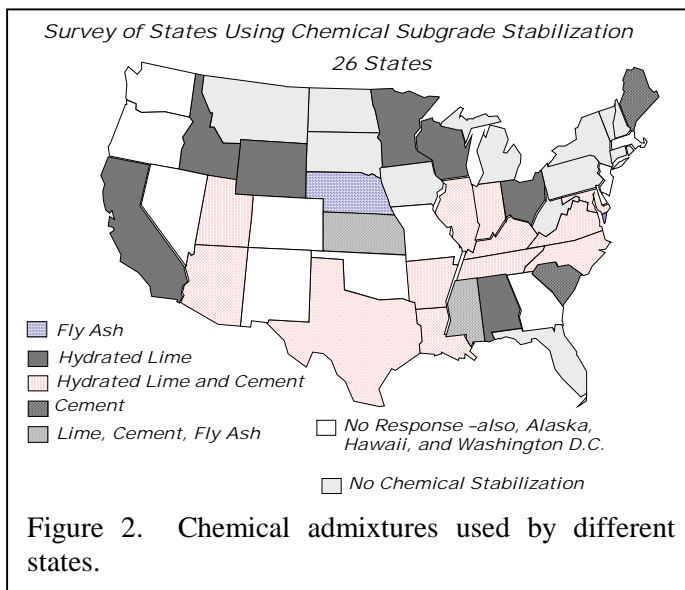 Survey of States Using Chemical Subgrade Stabilization
26 States
Fly Ash
Hydrated Lime
Hydrated Lime and Cement
Cement
Lime, Cement, Fly Ash
No Response –also, Alaska,
Hawaii, and Washington D.C.
No Chemical Stabilization
Figure 2. Chemical admixtures used by different
states.